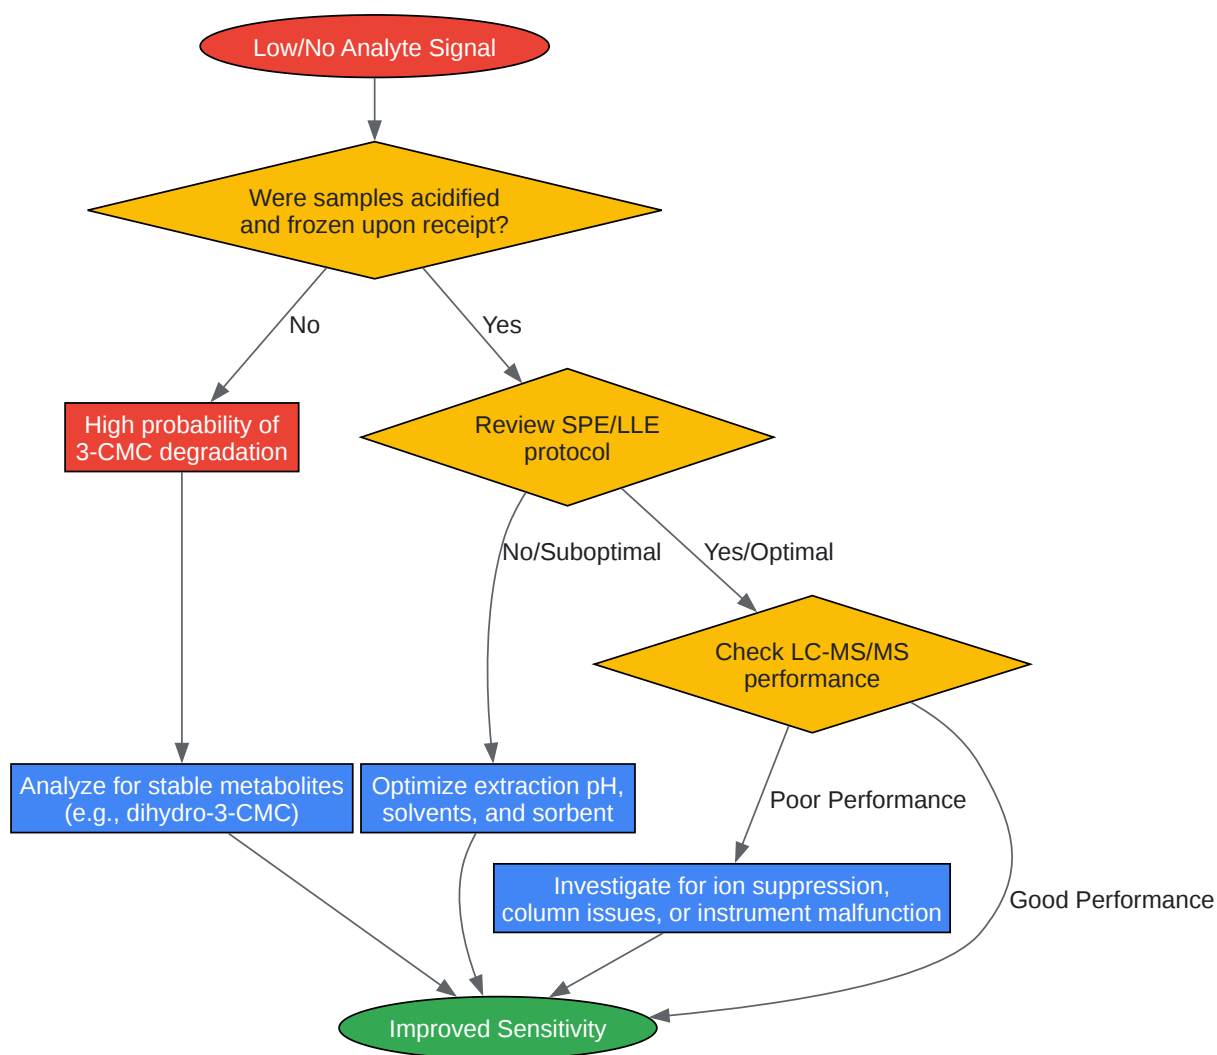 Low/No Analyte Signal
Were samples acidified
and frozen upon receipt?
No
Yes
High probability of
3-CMC degradation
Review SPE/LLE
protocol
No/Suboptimal
Yes/Optimal
Check LC-MS/MS
performance
Analyze for stable metabolites
(e.g., dihydro-3-CMC)
Optimize extraction pH,
solvents, and sorbent
Poor Performance
Investigate for ion suppression,
column issues, or instrument malfunction
Good Performance
Improved Sensitivity